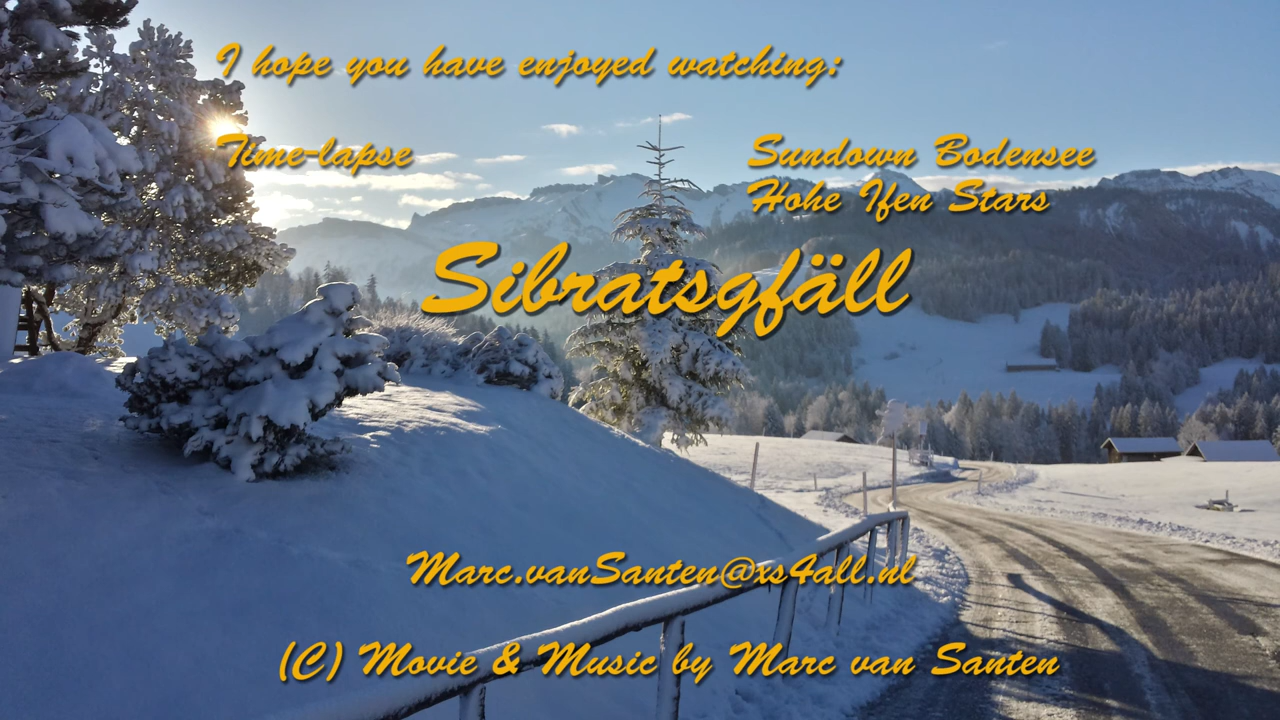 I hope you have enjoyed watching:
Time-lapse Sundown Bodensee
Hohe Ifen Stars
Sibratsgfäll
Marc.vanSanten@xs4all.nl
(C) Movie & Music by Marc van Santen